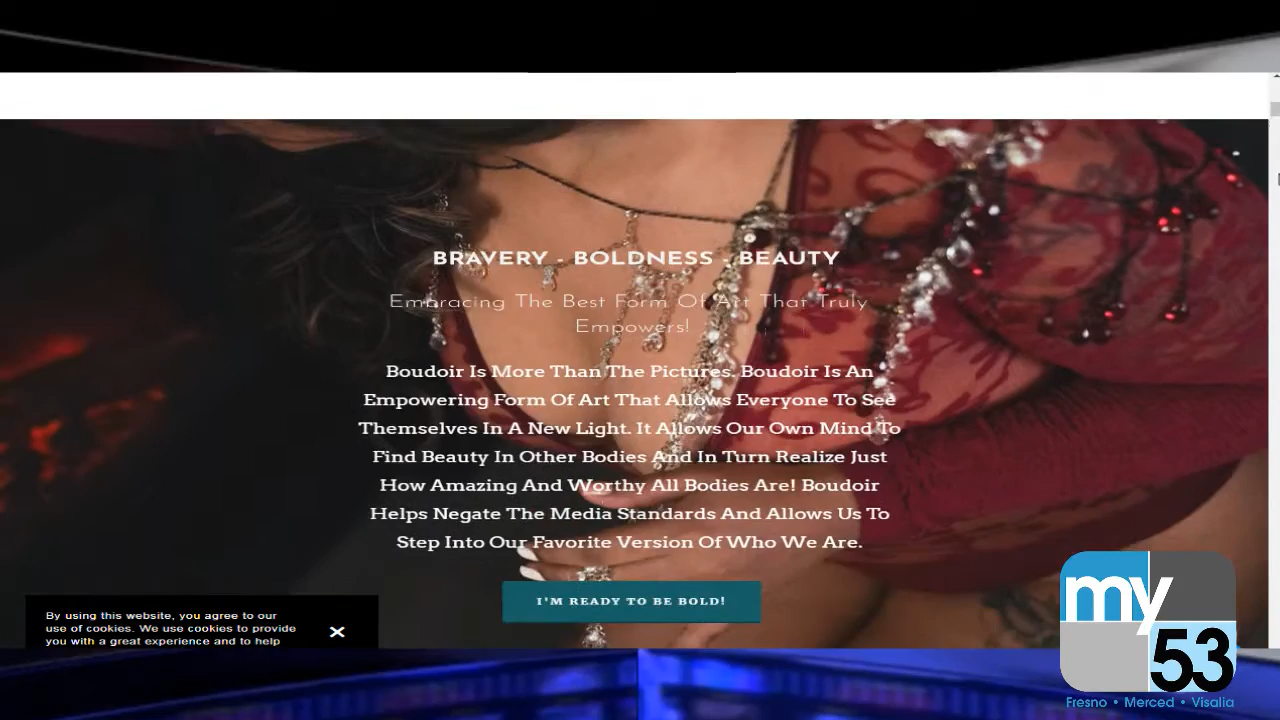 BRAVERY - BOLDNESS - BEAUTY
Embracing The Best Form Of Art That Truly
Empowers!
Boudoir Is More Than The Pictures. Boudoir Is An
Empowering Form Of Art That Allows Everyone To See
Themselves In A New Light. It Allows Our Own Mind To
Find Beauty In Other Bodies And In Turn Realize Just
How Amazing And Worthy All Bodies Are! Boudoir
Helps Negate The Media Standards And Allows Us To
Step Into Our Favorite Version Of Who We Are.
I'M READY TO BE BOLD!
By using this website, you agree to our
use of cookies. We use cookies to provide
you with a great experience and to help
my
53
Fresno • Merced • Visalia